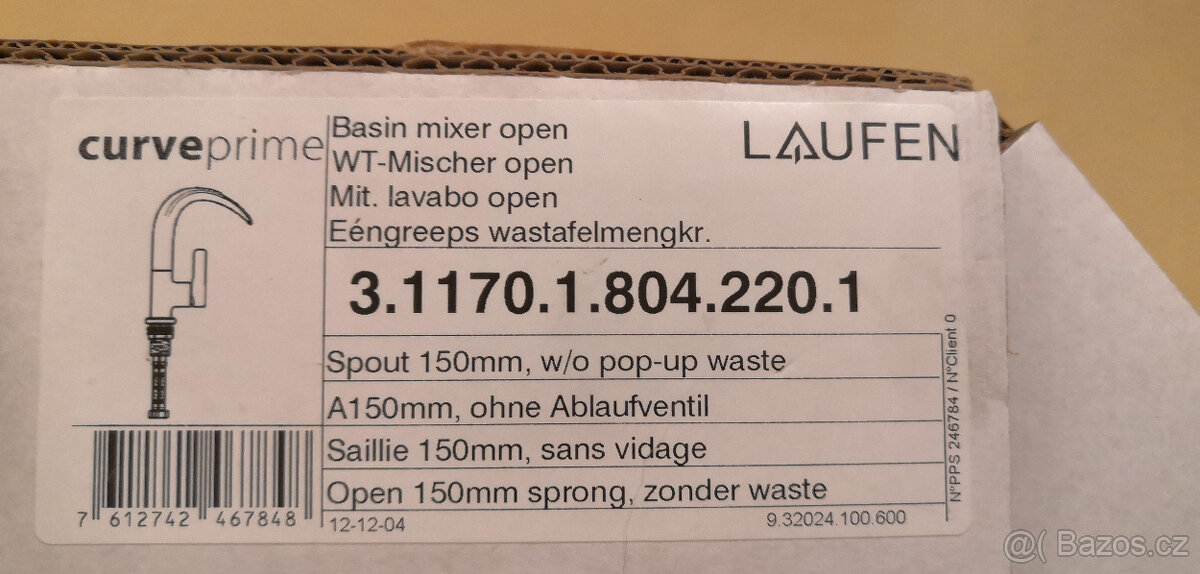 curveprime
Basin mixer open
WT-Mischer open
Mit. lavabo open
Eéngreeps wastafelmengkr.
LAUFEN
3.1170.1.804.220.1
Spout 150mm, w/o pop-up waste
A150mm, ohne Ablaufventil
Saillie 150mm, sans vidage
Open 150mm sprong, zonder waste
N°PPS 246784 / N°Client 0
7 612742 467848
12-12-04
9.32024.100.600
@( Bazos.cz